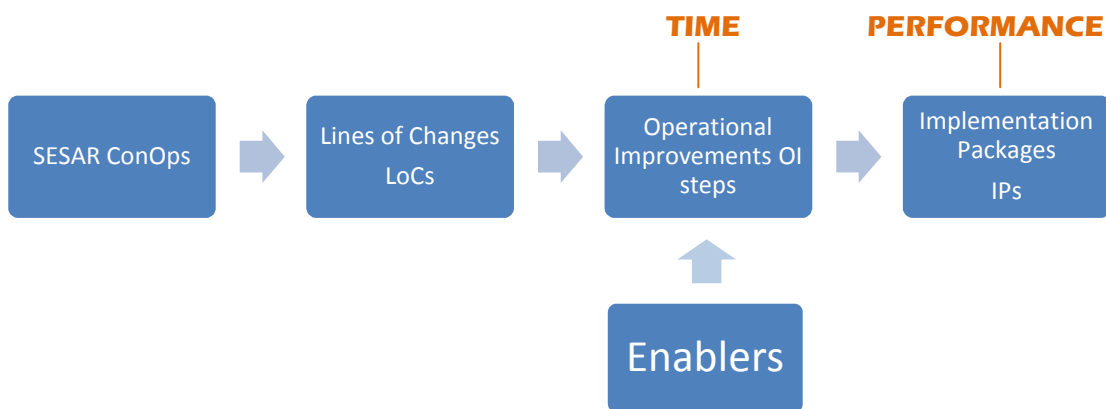 TIME
PERFORMANCE
SESAR ConOps
Lines of Changes
LoCs
Operational
Improvements OI
steps
Implementation
Packages
IPs
Enablers